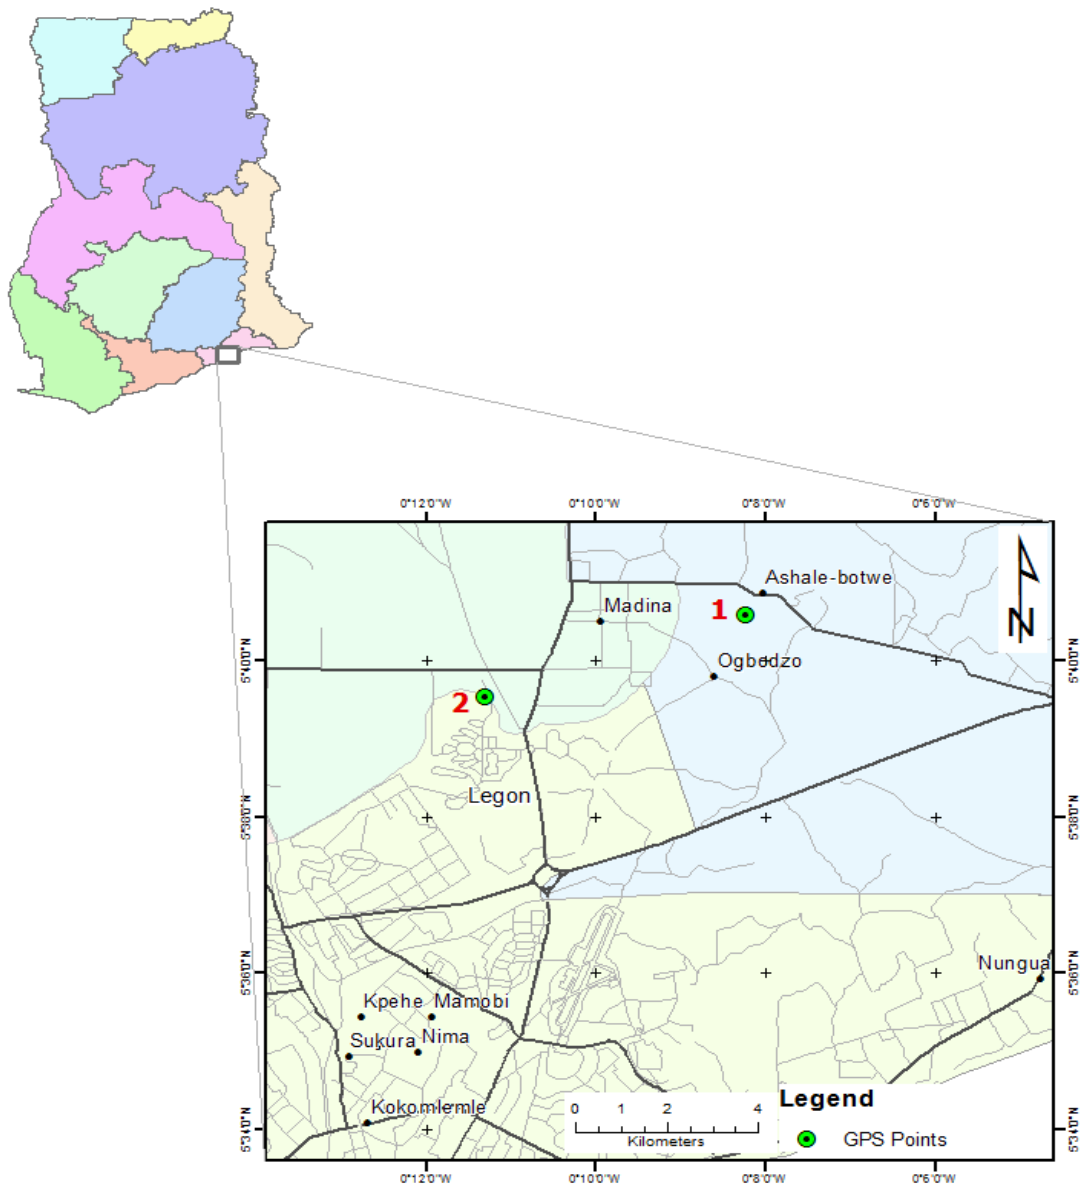 0°12'0"W 0°10'0"W 0°8'0"W 0°6'0"W
N
Ashale-botwe
Madina
1
5°40'0"N
Ogbodzo
5°40'0"N
2
Legon
5°38'0"N
5°38'0"N
Nungua
5°36'0"N
5°36'0"N
Kpehe
Mamobi
Sukura
Nima
Kokomlemle
0 1 2 4
Kilometers
Legend
GPS Points
5°34'0"N
5°34'0"N
0°12'0"W 0°10'0"W 0°8'0"W 0°6'0"W